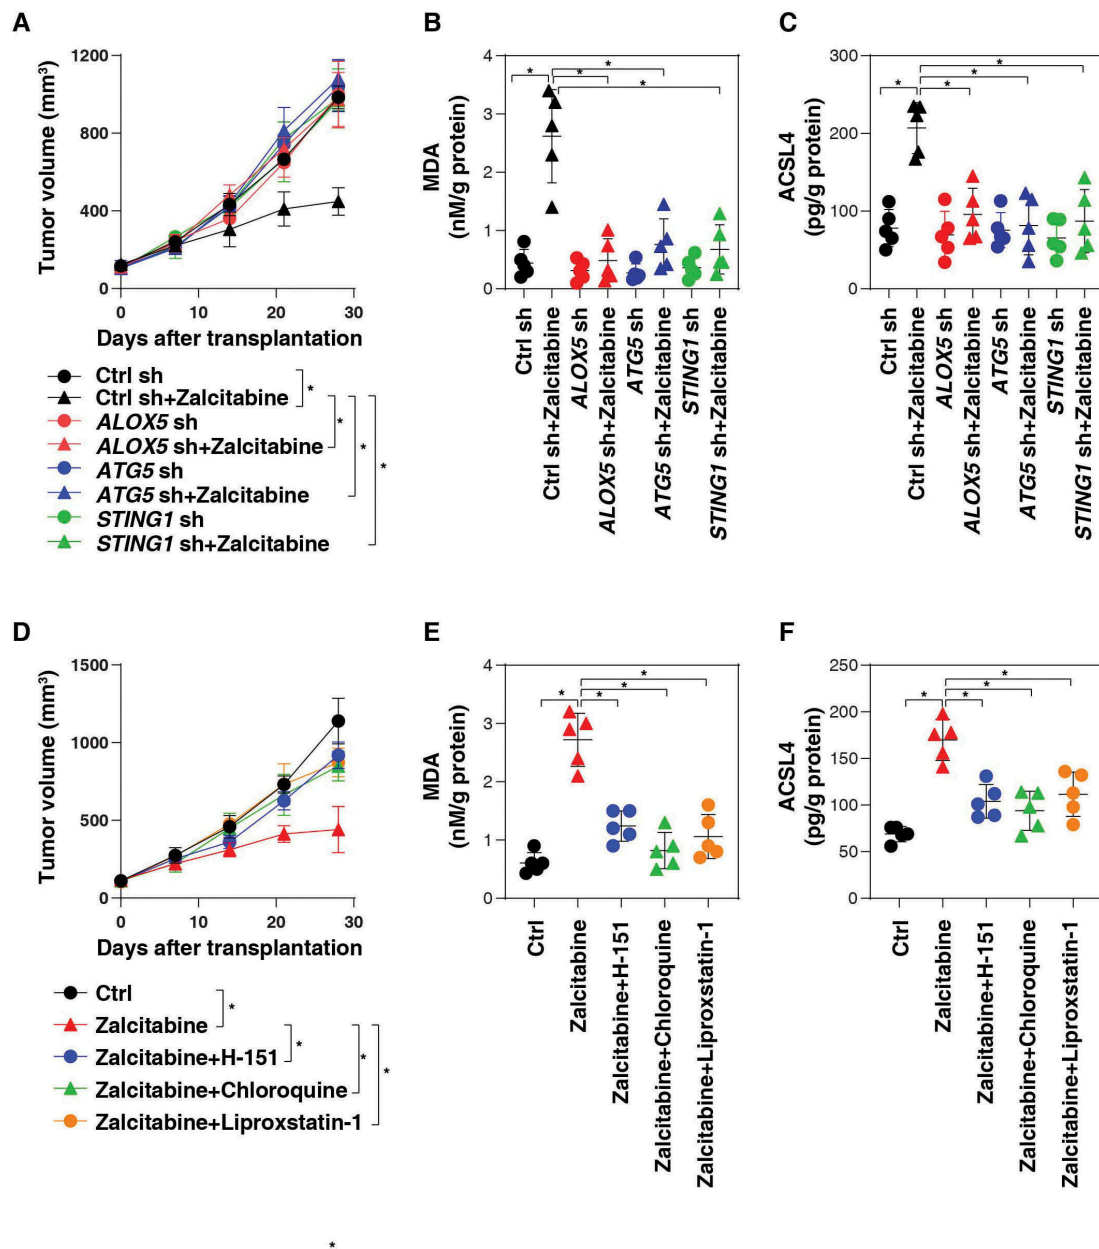 A
Tumor volume (mm³)
1200
800
400
0
0 10 20 30
Days after transplantation
Ctrl sh
Ctrl sh+Zalcitabine
ALOX5 sh
ALOX5 sh+Zalcitabine
ATG5 sh
ATG5 sh+Zalcitabine
STING1 sh
STING1 sh+Zalcitabine
*
*
*
*
B
MDA
(nM/g protein)
4
3
2
1
0
*
*
*
*
Ctrl sh
Ctrl sh+Zalcitabine
ALOX5 sh
ALOX5 sh+Zalcitabine
ATG5 sh
ATG5 sh+Zalcitabine
STING1 sh
STING1 sh+Zalcitabine
C
ACSL4
(pg/g protein)
300
200
100
0
*
*
*
*
Ctrl sh
Ctrl sh+Zalcitabine
ALOX5 sh
ALOX5 sh+Zalcitabine
ATG5 sh
ATG5 sh+Zalcitabine
STING1 sh
STING1 sh+Zalcitabine
D
Tumor volume (mm³)
1500
1000
500
0
0 10 20 30
Days after transplantation
Ctrl
Zalcitabine
Zalcitabine+H-151
Zalcitabine+Chloroquine
Zalcitabine+Liproxstatin-1
*
*
*
*
E
MDA
(nM/g protein)
4
3
2
1
0
*
*
*
*
Ctrl
Zalcitabine
Zalcitabine+H-151
Zalcitabine+Chloroquine
Zalcitabine+Liproxstatin-1
F
ACSL4
(pg/g protein)
250
200
150
100
50
0
*
*
*
*
Ctrl
Zalcitabine
Zalcitabine+H-151
Zalcitabine+Chloroquine
Zalcitabine+Liproxstatin-1
*